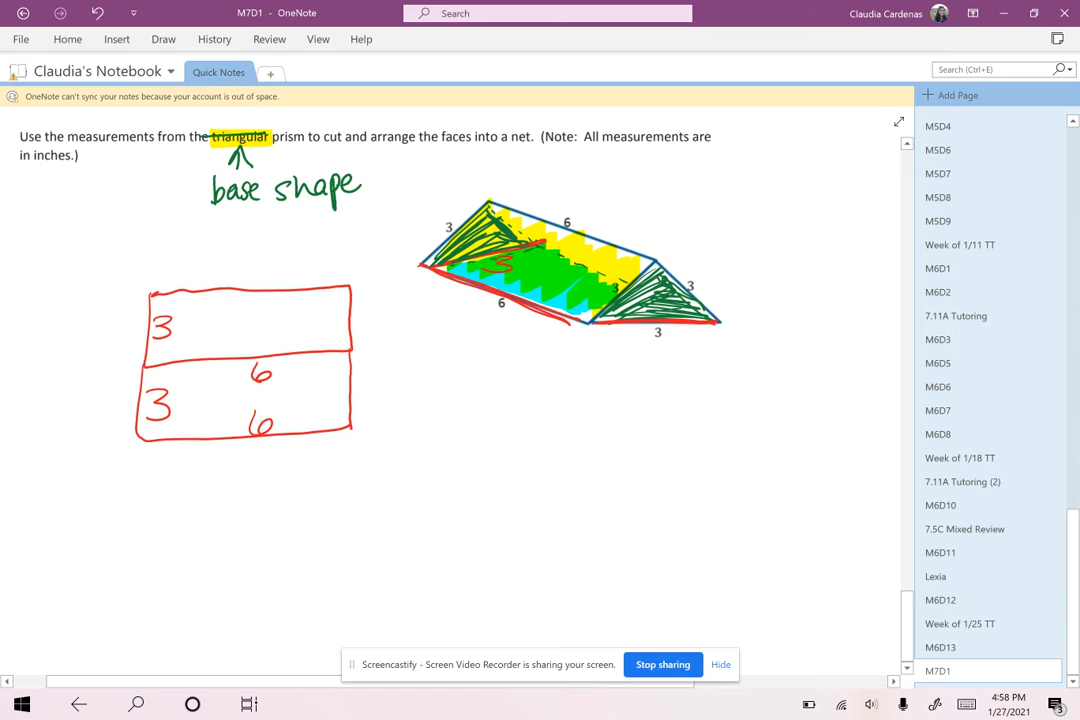 M7D1 - OneNote
Search
Claudia Cardenas
File
Home
Insert
Draw
History
Review
View
Help
Claudia's Notebook
Quick Notes
Search (Ctrl+E)
OneNote can't sync your notes because your account is out of space.
Add Page
Use the measurements from the triangular prism to cut and arrange the faces into a net. (Note: All measurements are
in inches.)
base shape
3
6
3
3
3
6
3
3
6
3
6
M5D4
M5D6
M5D7
M5D8
M5D9
Week of 1/11 TT
M6D1
M6D2
7.11A Tutoring
M6D3
M6D5
M6D6
M6D7
M6D8
Week of 1/18 TT
7.11A Tutoring (2)
M6D10
7.5C Mixed Review
M6D11
Lexia
M6D12
Week of 1/25 TT
M6D13
M7D1
Screencastify - Screen Video Recorder is sharing your screen.
Stop sharing
Hide
4:58 PM
1/27/2021
3